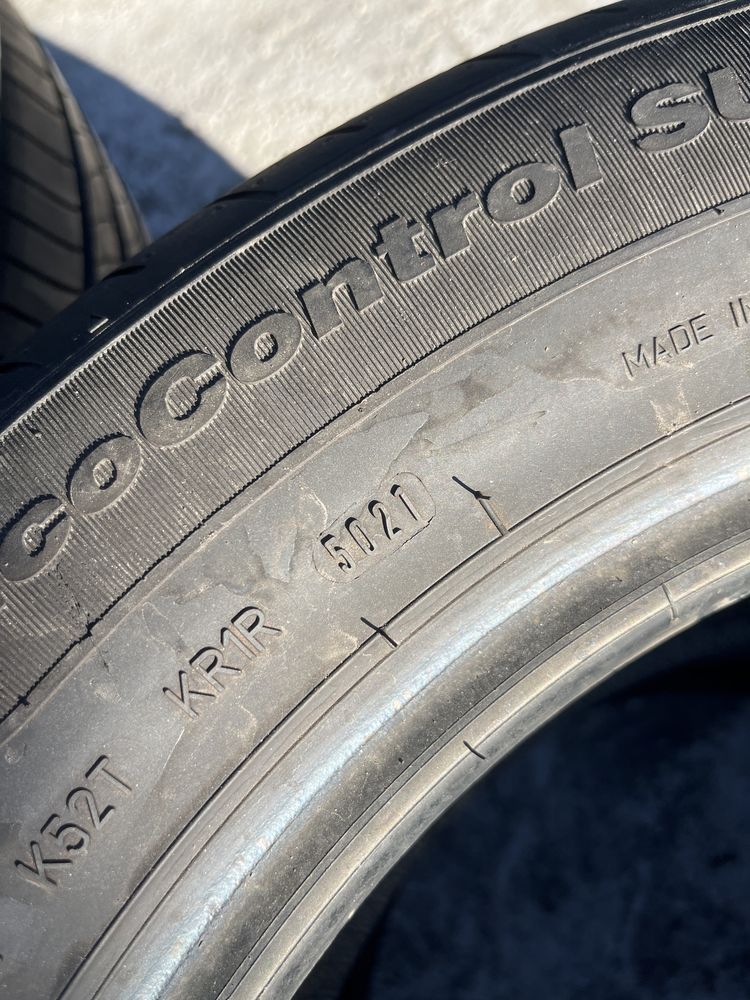 coControl SU
MADE I
5021
KR1R
K52T